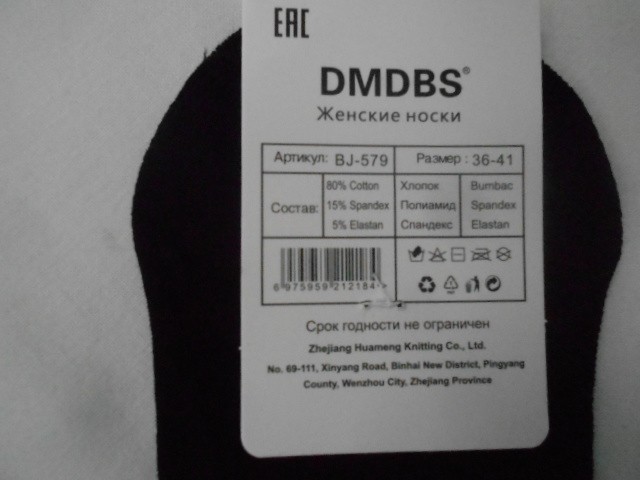 EAC
DMDBS®
Женские носки
Артикул: BJ-579 Размер : 36-41
Состав: 80% Cotton Хлопок Bumbac
15% Spandex Полиамид Spandex
5% Elastan Спандекс Elastan
6 975959 212184
Срок годности не ограничен
Zhejiang Huameng Knitting Co., Ltd.
No. 69-111, Xinyang Road, Binhai New District, Pingyang
County, Wenzhou City, Zhejiang Province